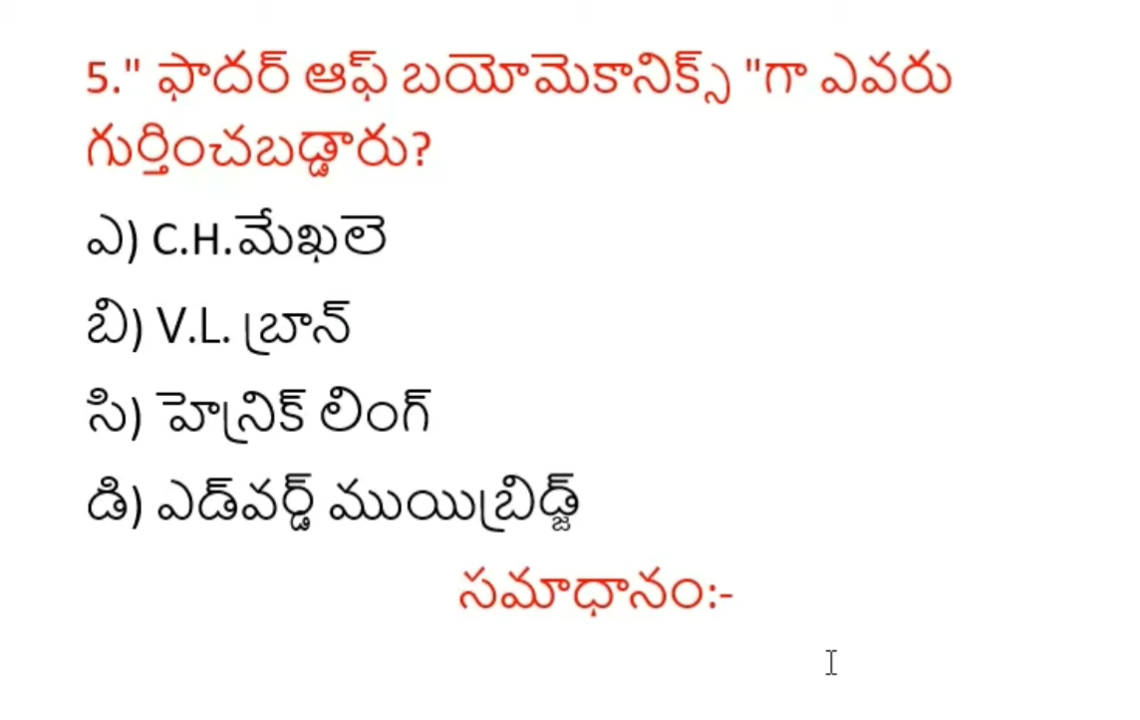 5." ఫాదర్ ఆఫ్ బయోమెకానిక్స్ "గా ఎవరు
గుర్తించబడ్డారు?
ఎ) C.H.మేఖలె
బి) V.L. బ్రాన్
సి) హెన్రిక్ లింగ్
డి) ఎడ్‌వర్డ్ ముయిబ్రిడ్జ్
సమాధానం:-